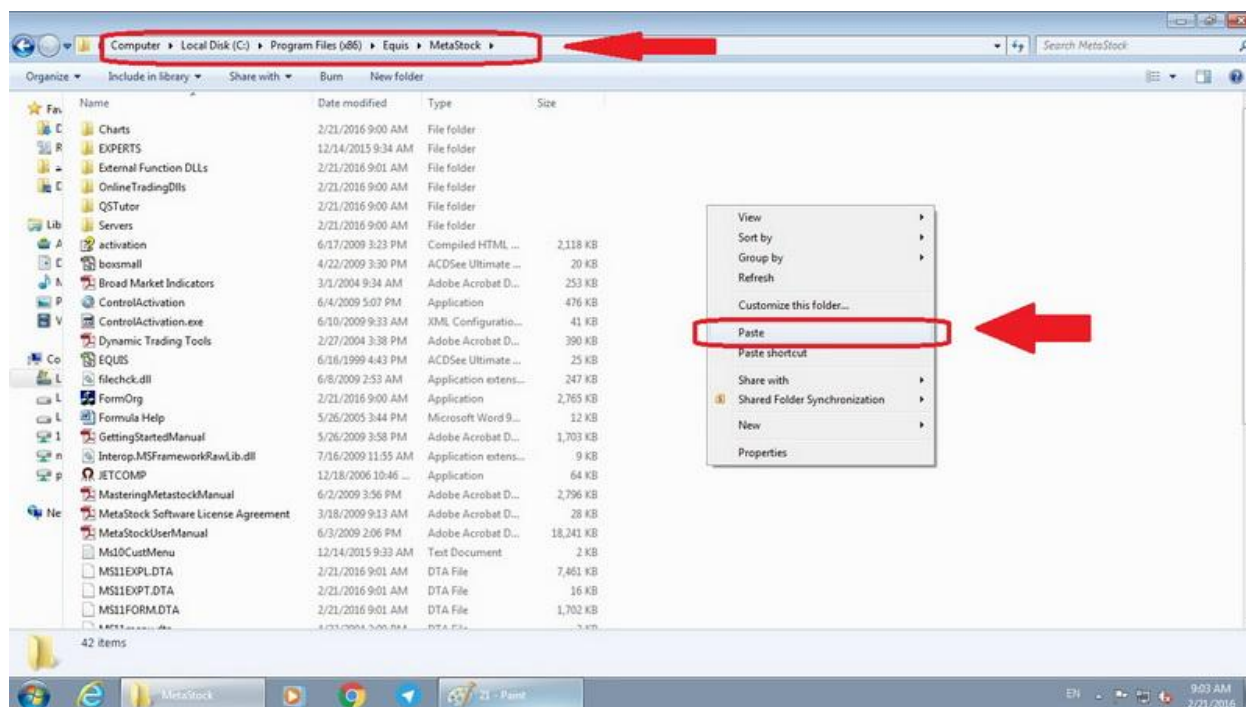 Computer ▸ Local Disk (C:) ▸ Program Files (x86) ▸ Equis ▸ MetaStock ▸
Search MetaStock
Organize Include in library Share with Burn New folder
Name Date modified Type Size
Fav
Charts 2/21/2016 9:00 AM File folder
EXPERTS 12/14/2015 9:34 AM File folder
External Function DLLs 2/21/2016 9:01 AM File folder
OnlineTradingDlls 2/21/2016 9:00 AM File folder
QSTutor 2/21/2016 9:00 AM File folder
Lib Servers 2/21/2016 9:00 AM File folder
activation 6/17/2009 3:23 PM Compiled HTML ... 2,118 KB
boxsmall 4/22/2009 3:30 PM ACDSee Ultimate ... 20 KB
Broad Market Indicators 3/1/2004 9:34 AM Adobe Acrobat D... 253 KB
ControlActivation 6/4/2009 5:07 PM Application 476 KB
ControlActivation.exe 6/10/2009 9:33 AM XML Configuratio... 41 KB
Dynamic Trading Tools 2/27/2004 3:38 PM Adobe Acrobat D... 390 KB
Co EQUIS 6/16/1999 4:43 PM ACDSee Ultimate ... 25 KB
filechck.dll 6/8/2009 2:53 AM Application extens... 247 KB
FormOrg 2/21/2016 9:00 AM Application 2,765 KB
Formula Help 5/26/2005 3:44 PM Microsoft Word 9... 12 KB
GettingStartedManual 5/26/2009 3:58 PM Adobe Acrobat D... 1,703 KB
Interop.MSFrameworkRawLib.dll 7/16/2009 11:55 AM Application extens... 9 KB
JETCOMP 12/18/2006 10:46 ... Application 64 KB
MasteringMetastockManual 6/2/2009 3:56 PM Adobe Acrobat D... 2,796 KB
Ne MetaStock Software License Agreement 3/18/2009 9:13 AM Adobe Acrobat D... 28 KB
MetaStockUserManual 6/3/2009 2:06 PM Adobe Acrobat D... 18,241 KB
Ms10CustMenu 12/14/2015 9:33 AM Text Document 2 KB
MS11EXPL.DTA 2/21/2016 9:01 AM DTA File 7,461 KB
MS11EXPT.DTA 2/21/2016 9:01 AM DTA File 16 KB
MS11FORM.DTA 2/21/2016 9:01 AM DTA File 1,702 KB
View
Sort by
Group by
Refresh
Customize this folder...
Paste
Paste shortcut
Share with
Shared Folder Synchronization
New
Properties
42 items
MetaStock
21 - Paint
EN
9:03 AM
2/21/2016